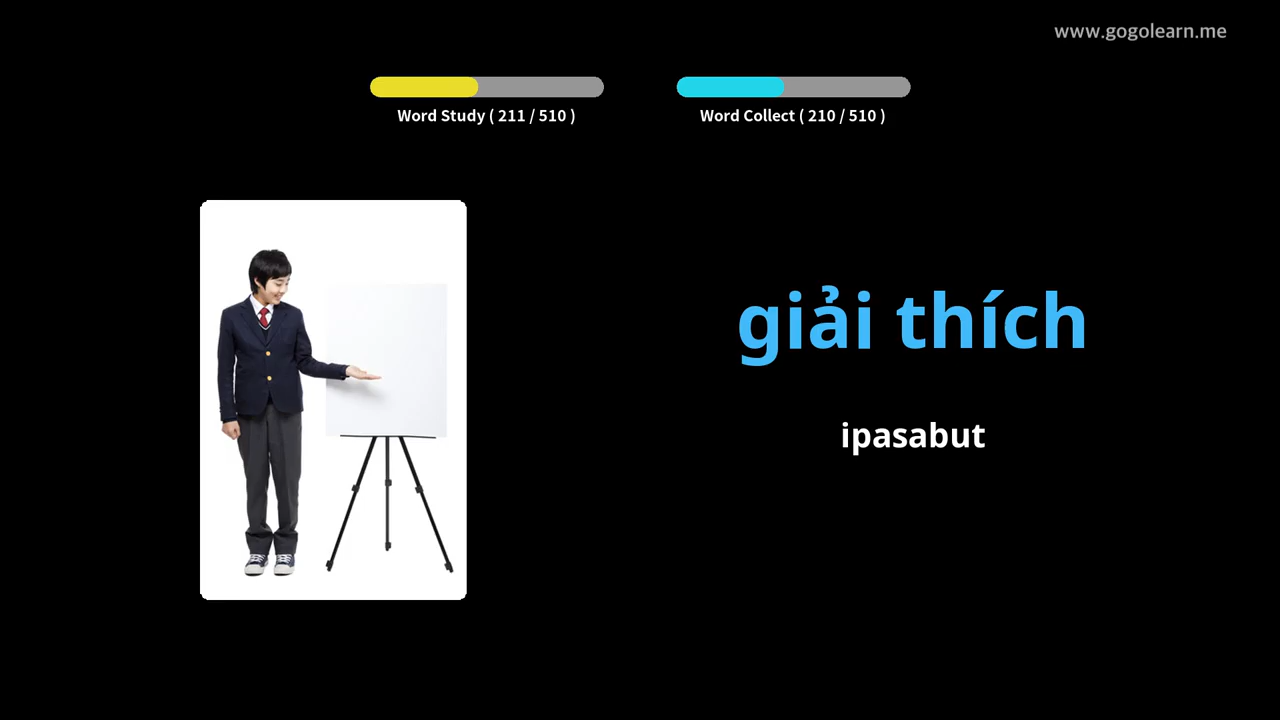 www.gogolearn.me
Word Study ( 211 / 510 )
Word Collect ( 210 / 510 )
giải thích
ipasabut